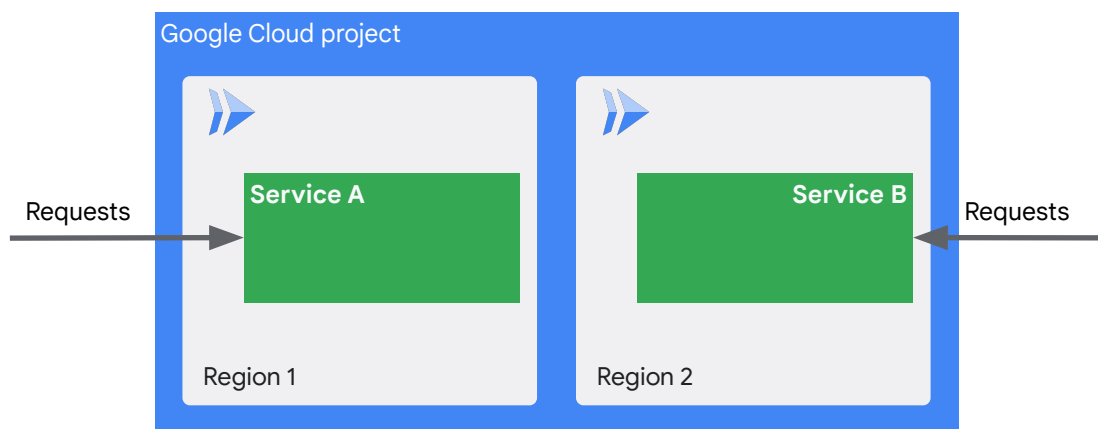 Google Cloud project
Service A
Service B
Requests
Requests
Region 1
Region 2